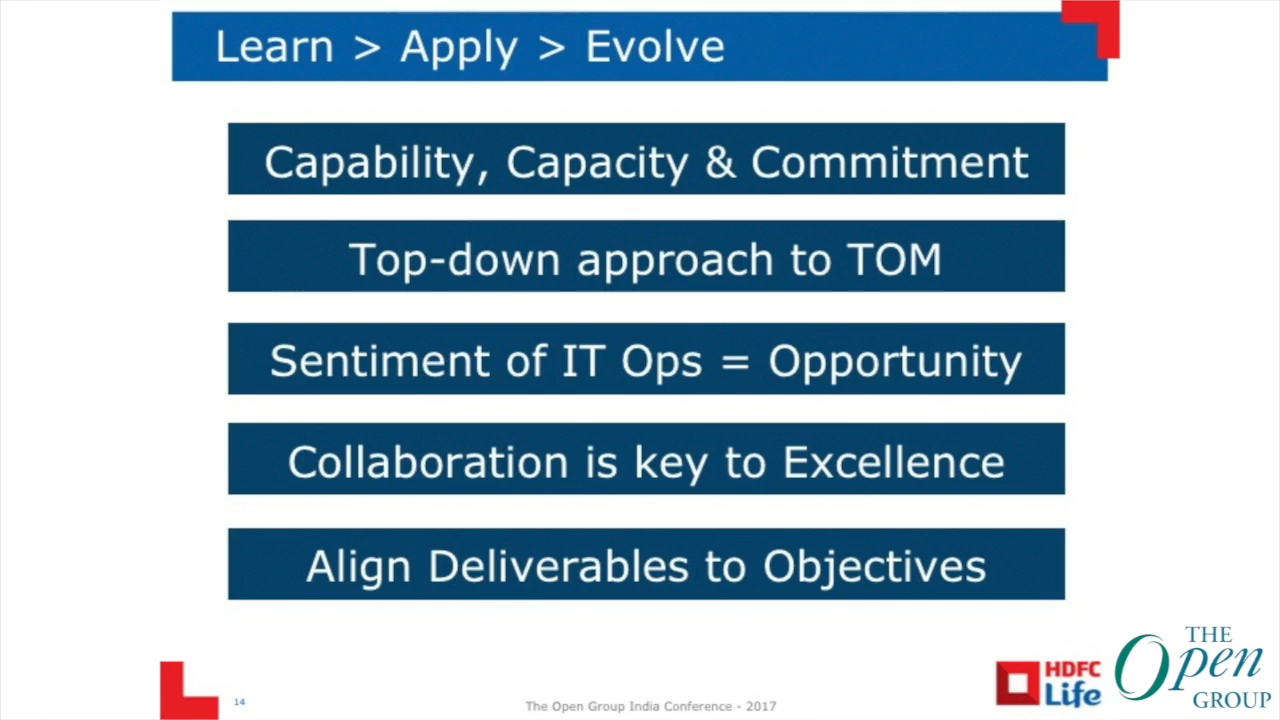 Learn > Apply > Evolve
Capability, Capacity & Commitment
Top-down approach to TOM
Sentiment of IT Ops = Opportunity
Collaboration is key to Excellence
Align Deliverables to Objectives
14
The Open Group India Conference - 2017
HDFC
Life
THE
Open
GROUP